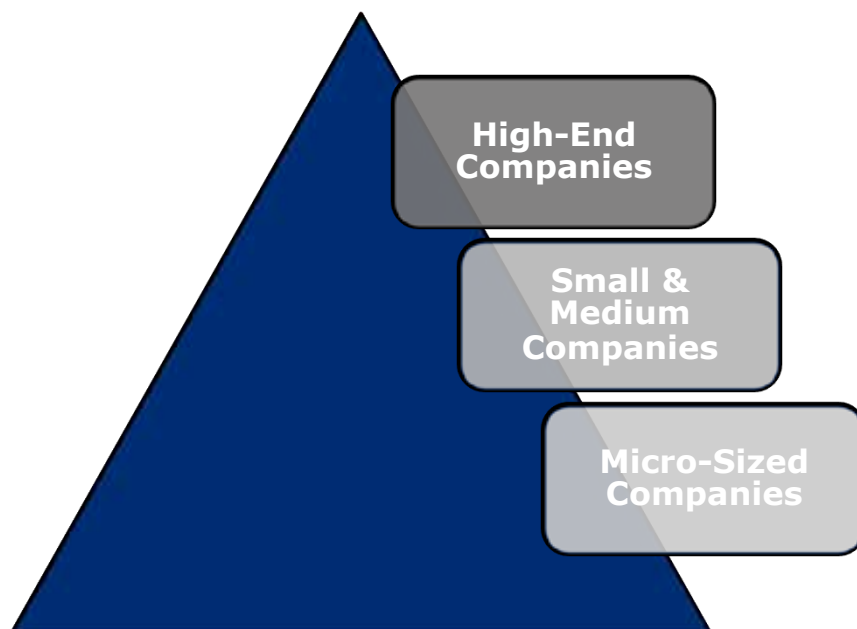 High-End
Companies
Small &
Medium
Companies
Micro-Sized
Companies